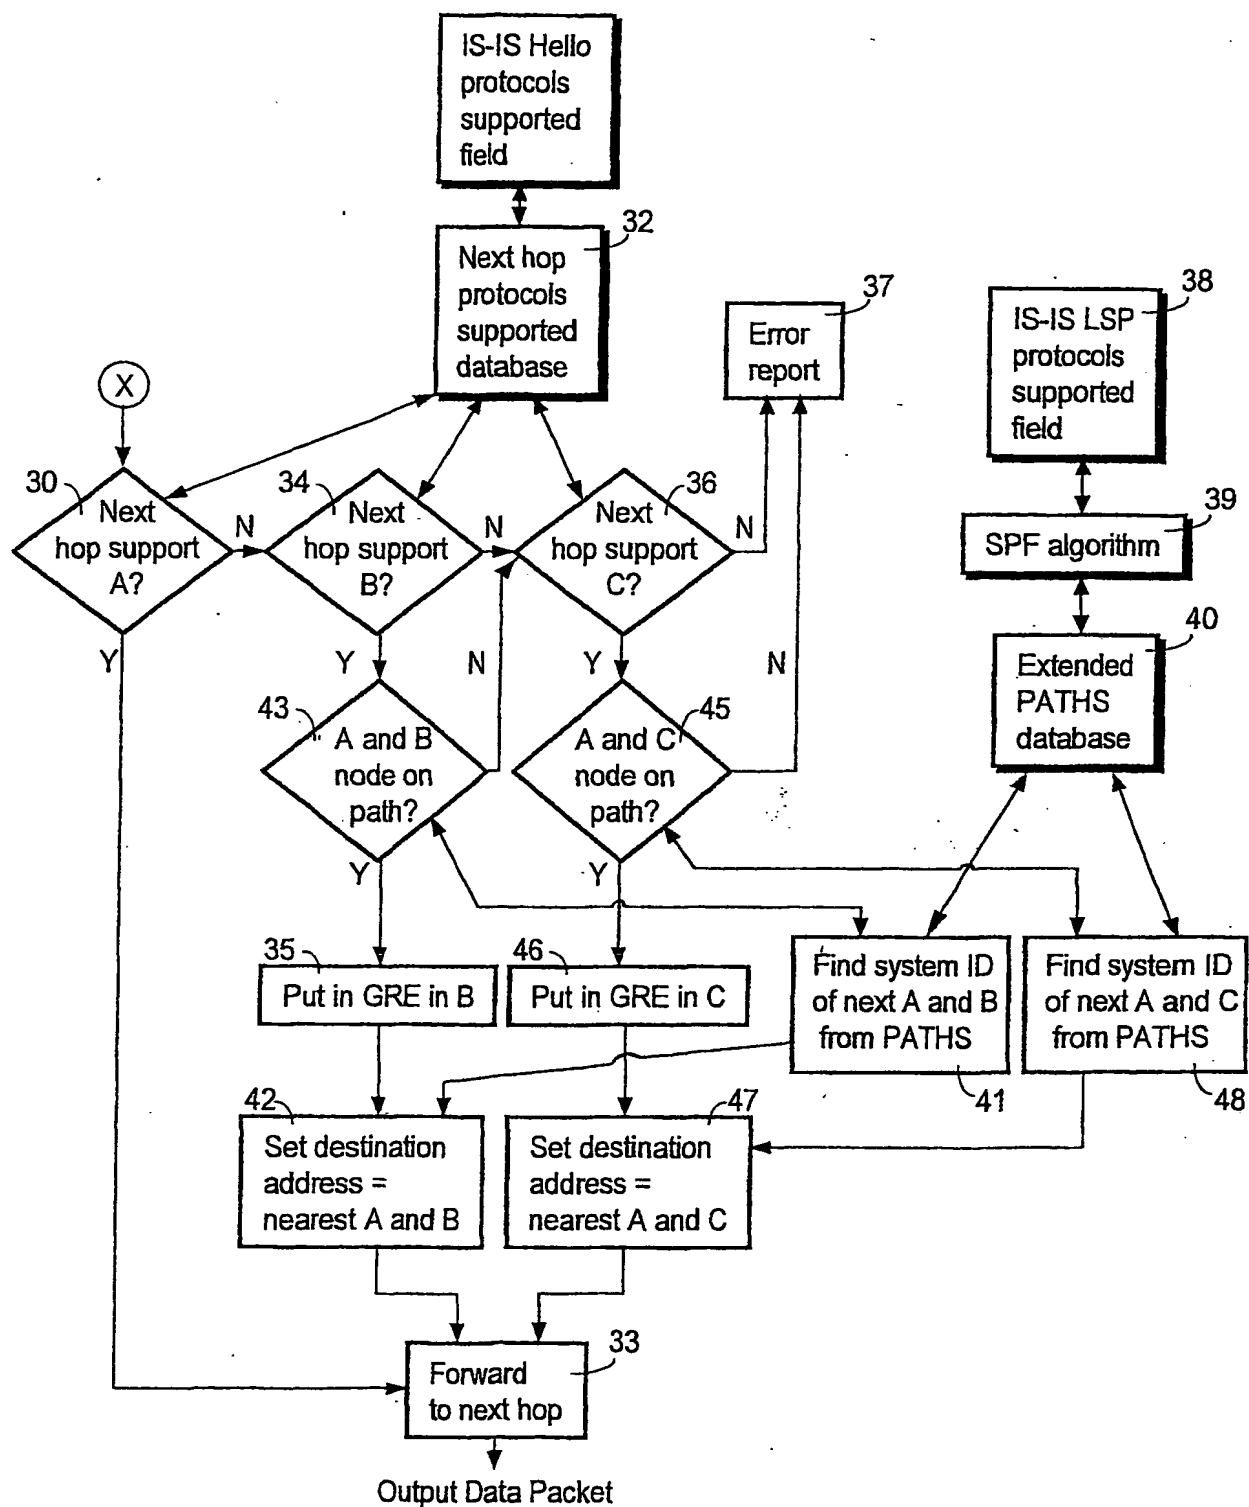 IS-IS Hello
protocols
supported
field
32
Next hop
protocols
supported
database
37
Error
report
38
IS-IS LSP
protocols
supported
field
X
30
Next
hop support
A?
N
34
Next
hop support
B?
N
36
Next
hop support
C?
N
39
SPF algorithm
40
Extended
PATHS
database
Y
Y
N
Y
N
43
A and B
node on
path?
45
A and C
node on
path?
Y
Y
35
Put in GRE in B
46
Put in GRE in C
Find system ID
of next A and B
from PATHS
41
Find system ID
of next A and C
from PATHS
48
42
Set destination
address =
nearest A and B
47
Set destination
address =
nearest A and C
33
Forward
to next hop
Output Data Packet